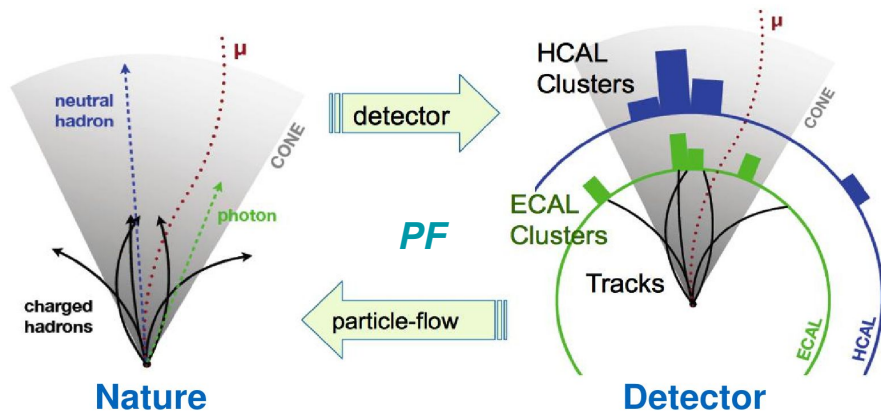 μ
neutral
hadron
CONE
photon
charged
hadrons
Nature
detector
PF
particle-flow
μ
HCAL
Clusters
CONE
ECAL
Clusters
Tracks
ECAL
HCAL
Detector